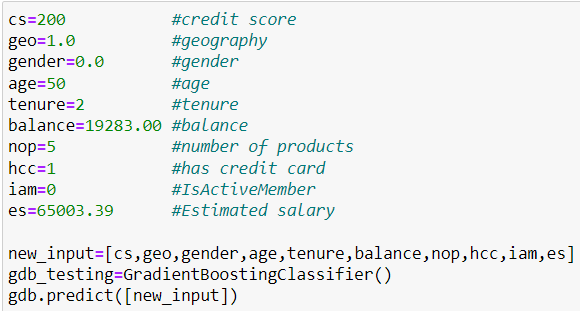 cs=200 #credit score
geo=1.0 #geography
gender=0.0 #gender
age=50 #age
tenure=2 #tenure
balance=19283.00 #balance
nop=5 #number of products
hcc=1 #has credit card
iam=0 #IsActiveMember
es=65003.39 #Estimated salary
new_input=[cs,geo,gender,age,tenure,balance,nop,hcc,iam,es]
gdb_testing=GradientBoostingClassifier()
gdb.predict([new_input])